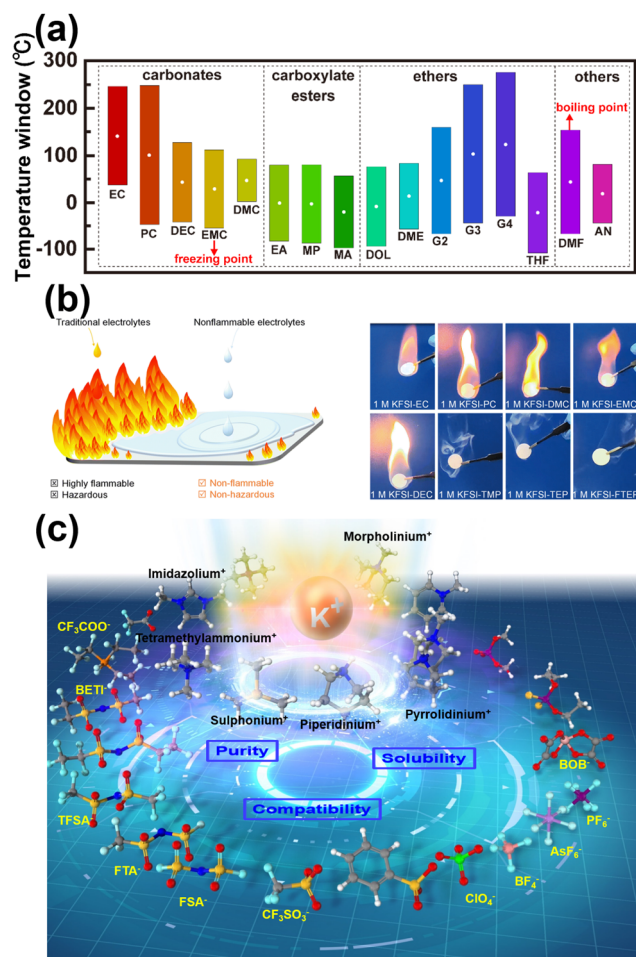 (a)
Temperature window (℃)
300
200
100
0
-100
carbonates
carboxylate
esters
ethers
others
boiling point
freezing point
EC
PC
DEC
EMC
DMC
EA
MP
MA
DOL
DME
G2
G3
G4
THF
DMF
AN
(b)
Traditional electrolytes
Nonflammable electrolytes
Highly flammable
Hazardous
Non-flammable
Non-hazardous
1 M KFSI-EC
1 M KFSI-PC
1 M KFSI-DMC
1 M KFSI-EMC
1 M KFSI-DEC
1 M KFSI-TMP
1 M KFSI-TEP
1 M KFSI-FTEP
(c)
Morpholinium⁺
Imidazolium⁺
K⁺
CF₃COO⁻
Tetramethylammonium⁺
BETI⁻
Sulphonium⁺
Piperidinium⁺
Pyrrolidinium⁺
Purity
Solubility
Compatibility
BOB⁻
TFSA⁻
PF₆⁻
AsF₆⁻
FTA⁻
BF₄⁻
FSA⁻
ClO₄⁻
CF₃SO₃⁻